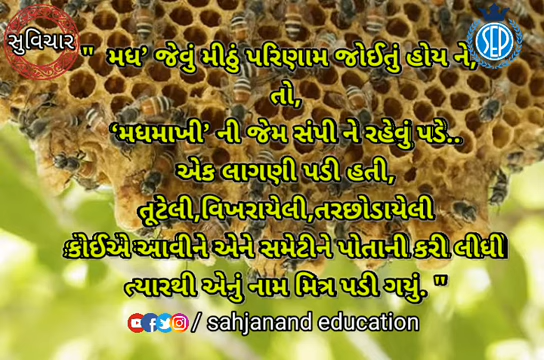 સુવિચાર
SEP
" મધ’ જેવું મીઠું પરિણામ જોઈતું હોય ને,
તો,
‘મધમાખી’ ની જેમ સંપી ને રહેવું પડે..
એક લાગણી પડી હતી,
તૂટેલી,વિખરાયેલી,તરછોડાયેલી
કોઈએ આવીને એને સમેટીને પોતાની કરી લીધી
ત્યારથી એનું નામ મિત્ર પડી ગયું. "
/ sahjanand education